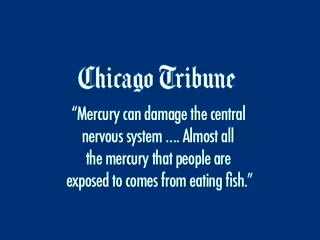 Chicago Tribune
“Mercury can damage the central
nervous system .... Almost all
the mercury that people are
exposed to comes from eating fish.”